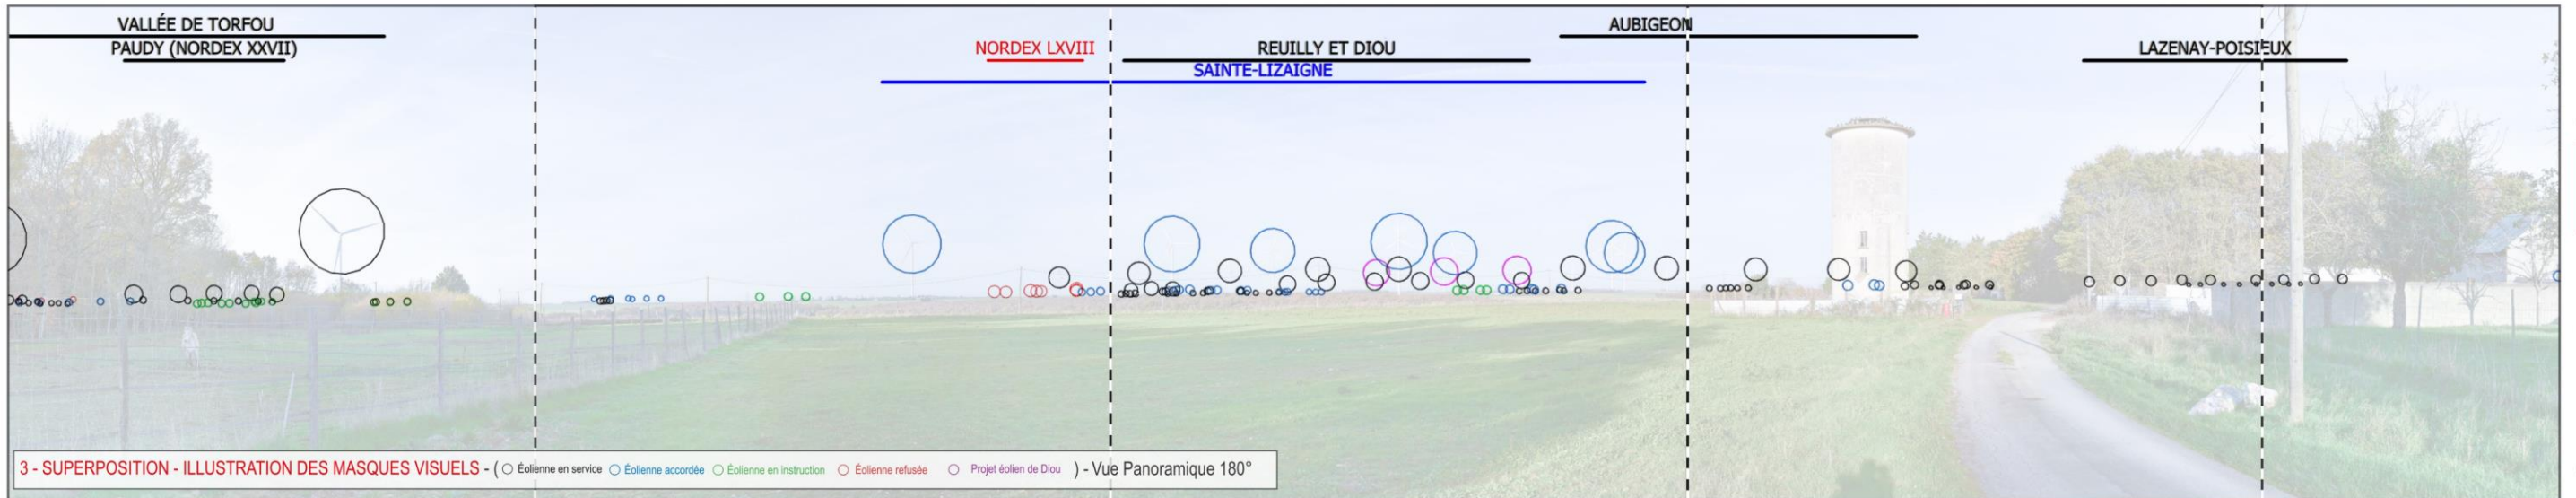 VALLÉE DE TORFOU
PAUDY (NORDEX XXVII)
NORDEX LXVIII
REUILLY ET DIOU
SAINTE-LIZAIGNE
AUBIGEON
LAZENAY-POISIEUX
3 - SUPERPOSITION - ILLUSTRATION DES MASQUES VISUELS - ( Éolienne en service Éolienne accordée Éolienne en instruction Éolienne refusée Projet éolien de Diou ) - Vue Panoramique 180°